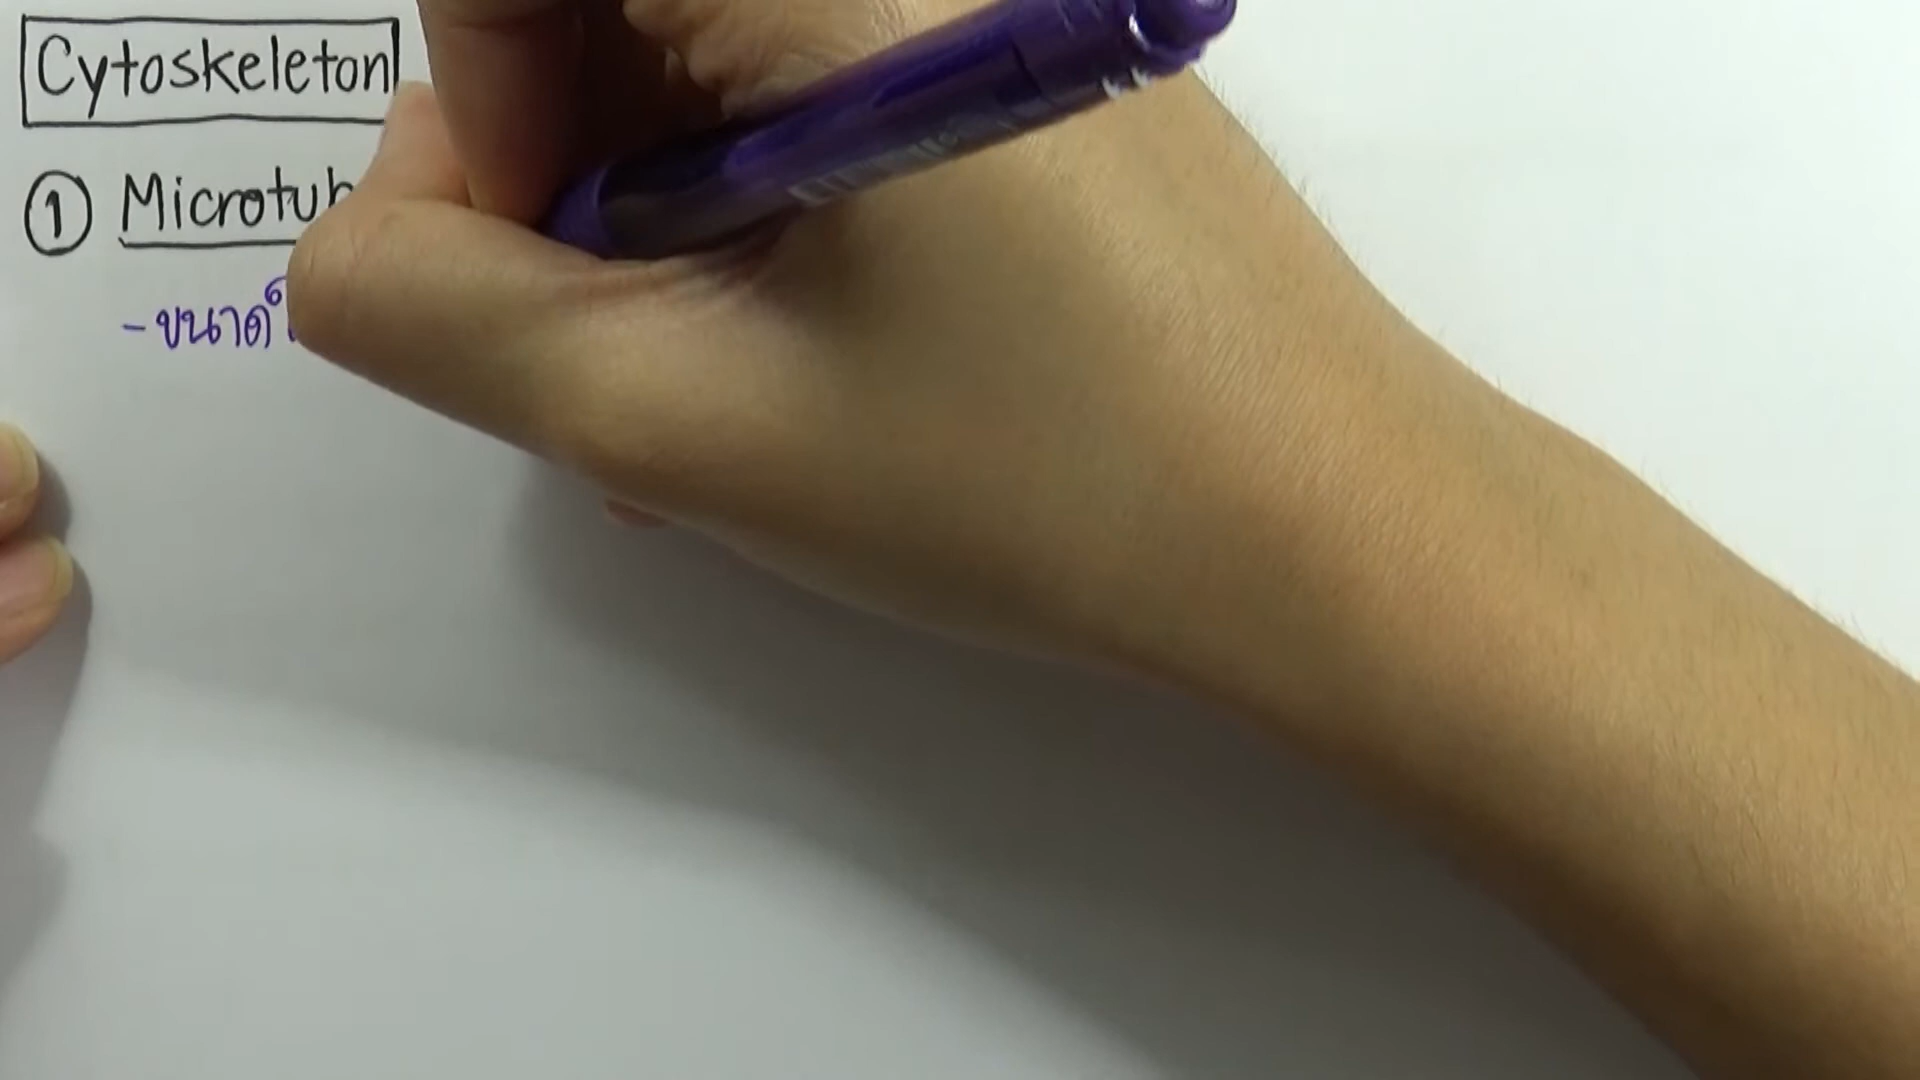 Cytoskeleton
① Microtub
- ขนาด